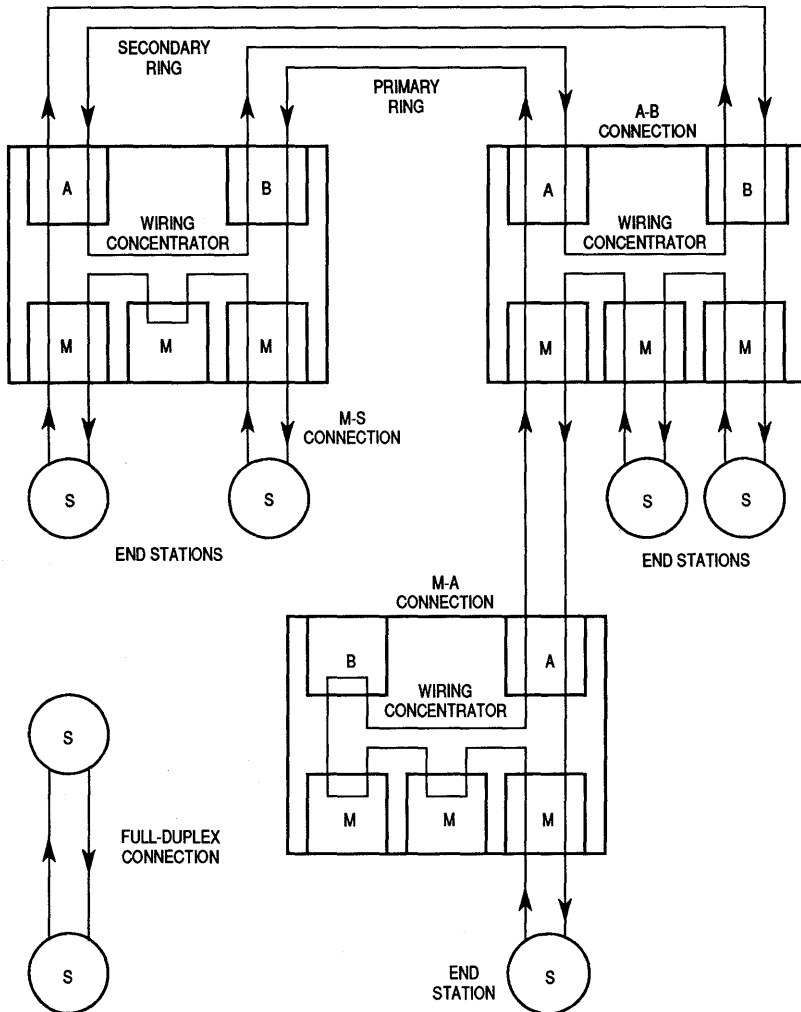 SECONDARY
RING
PRIMARY
RING
A-B
CONNECTION
A
B
A
B
WIRING
CONCENTRATOR
WIRING
CONCENTRATOR
M
M
M
M
M
M
M-S
CONNECTION
S
S
S
S
END STATIONS
END STATIONS
M-A
CONNECTION
B
A
WIRING
CONCENTRATOR
S
M
M
M
FULL-DUPLEX
CONNECTION
S
END
STATION
S